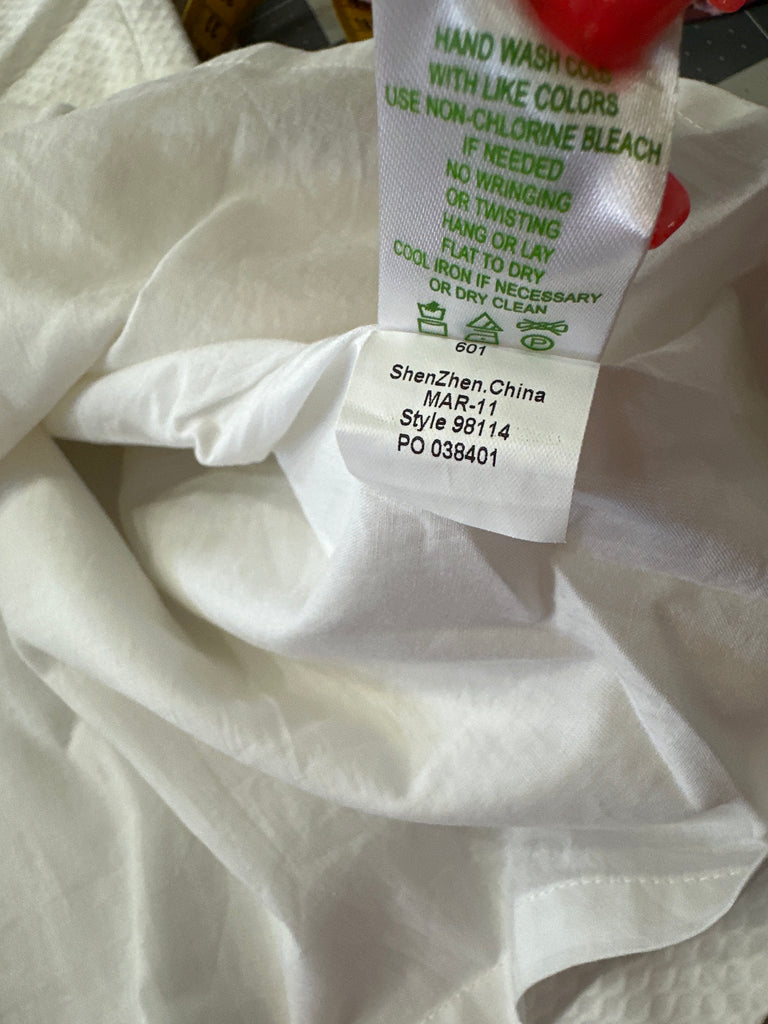 HAND WASH COLD
WITH LIKE COLORS
USE NON-CHLORINE BLEACH
IF NEEDED
NO WRINGING
OR TWISTING
HANG OR LAY
FLAT TO DRY
COOL IRON IF NECESSARY
OR DRY CLEAN
P
601
ShenZhen.China
MAR-11
Style 98114
PO 038401